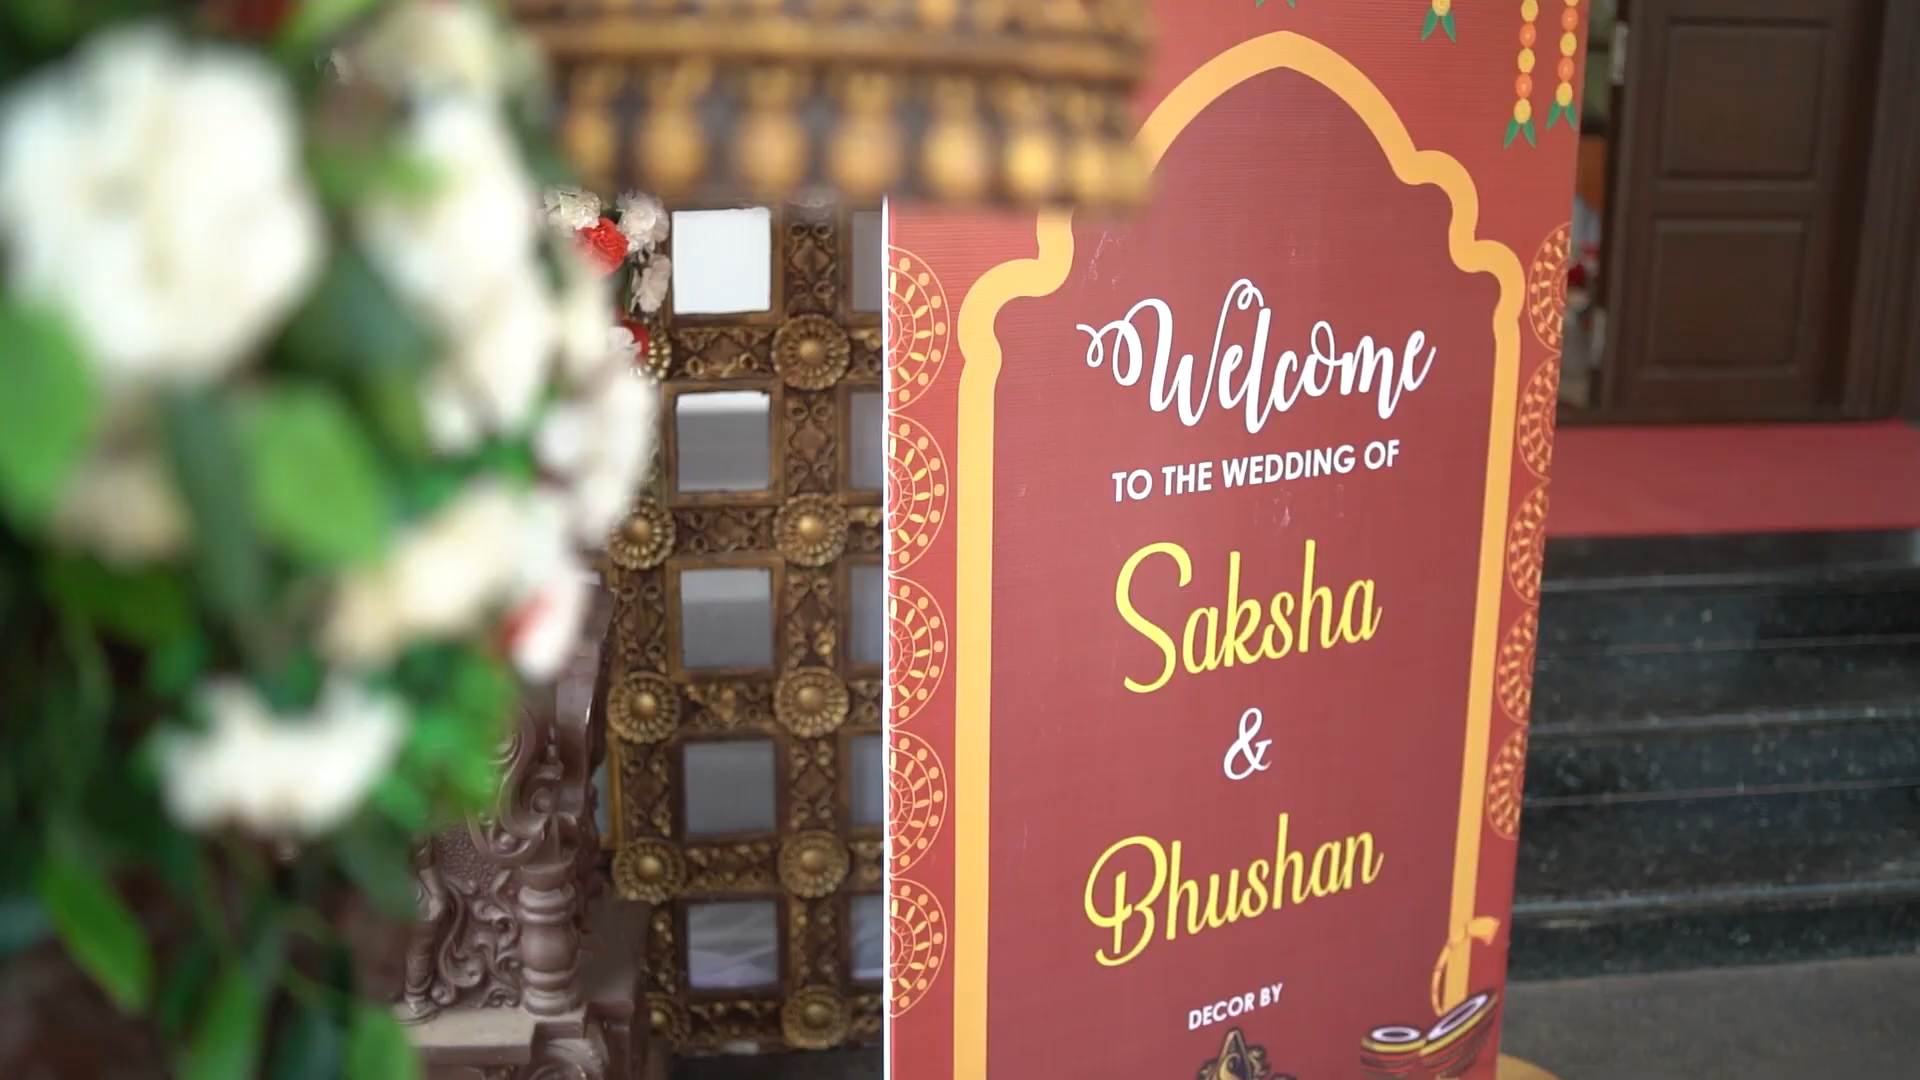 Welcome
TO THE WEDDING OF
Saksha
&
Bhushan
DECOR BY